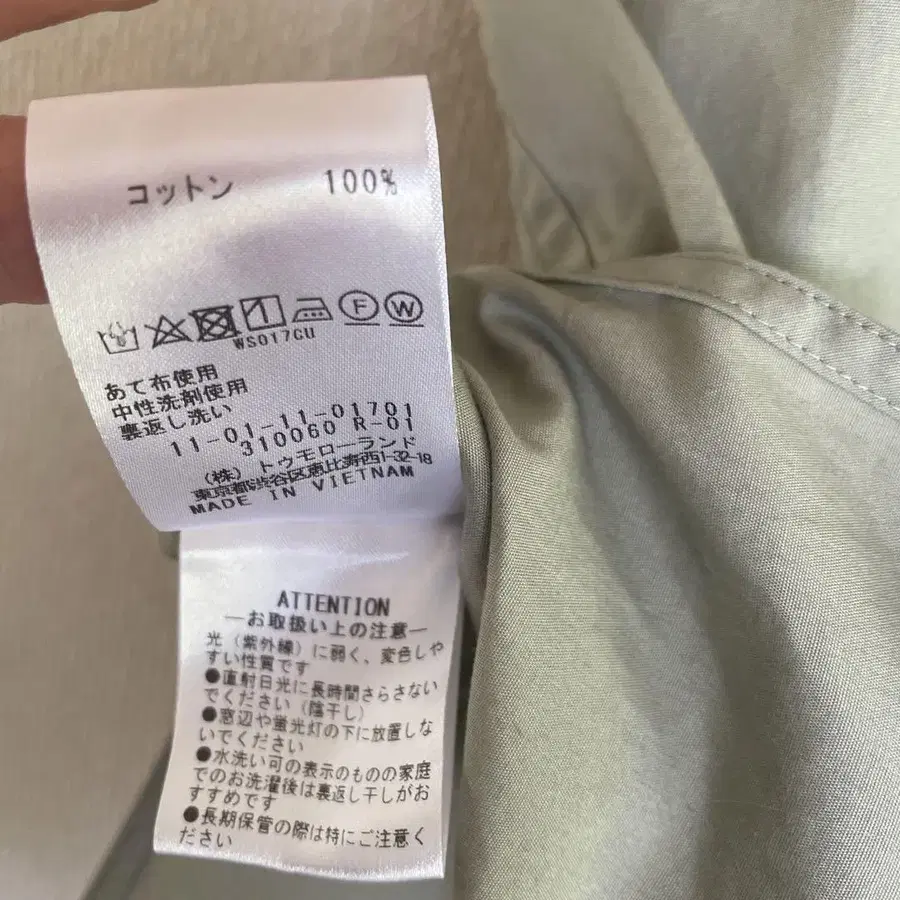 コットン 100%
F W
WS017CU
あて布使用
中性洗剤使用
裏返し洗い
11-01-11-01701
310060 R-01
(株) トゥモローランド
東京都渋谷区恵比寿西1-32-18
MADE IN VIETNAM
ATTENTION
―お取扱い上の注意―
光(紫外線)に弱く、変色しや
すい性質です
●直射日光に長時間さらさない
でください(陰干し)
●窓辺や蛍光灯の下に放置しな
いでください
●水洗い可の表示のものの家庭
でのお洗濯後は裏返し干しがお
すすめです
●長期保管の際は特にご注意く
ださい